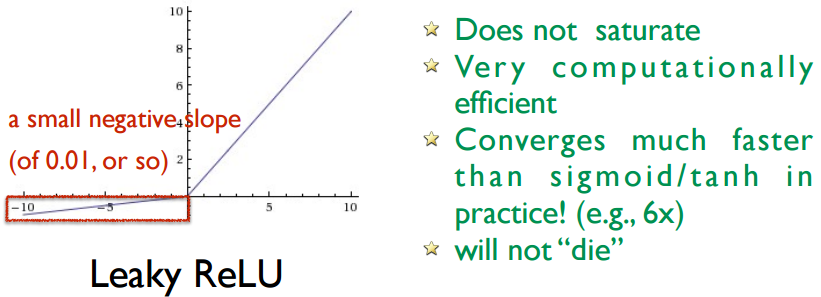 10
8
6
4
2
-10
-5
5
10
a small negative slope
(of 0.01, or so)
Leaky ReLU
Does not saturate
Very computationally
efficient
Converges much faster
than sigmoid/tanh in
practice! (e.g., 6x)
will not “die”